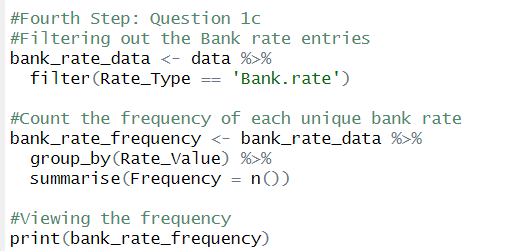 #Fourth Step: Question 1c
#Filtering out the Bank rate entries
bank_rate_data <- data %>%
  filter(Rate_Type == 'Bank.rate')
#Count the frequency of each unique bank rate
bank_rate_frequency <- bank_rate_data %>%
  group_by(Rate_Value) %>%
  summarise(Frequency = n())
#Viewing the frequency
print(bank_rate_frequency)